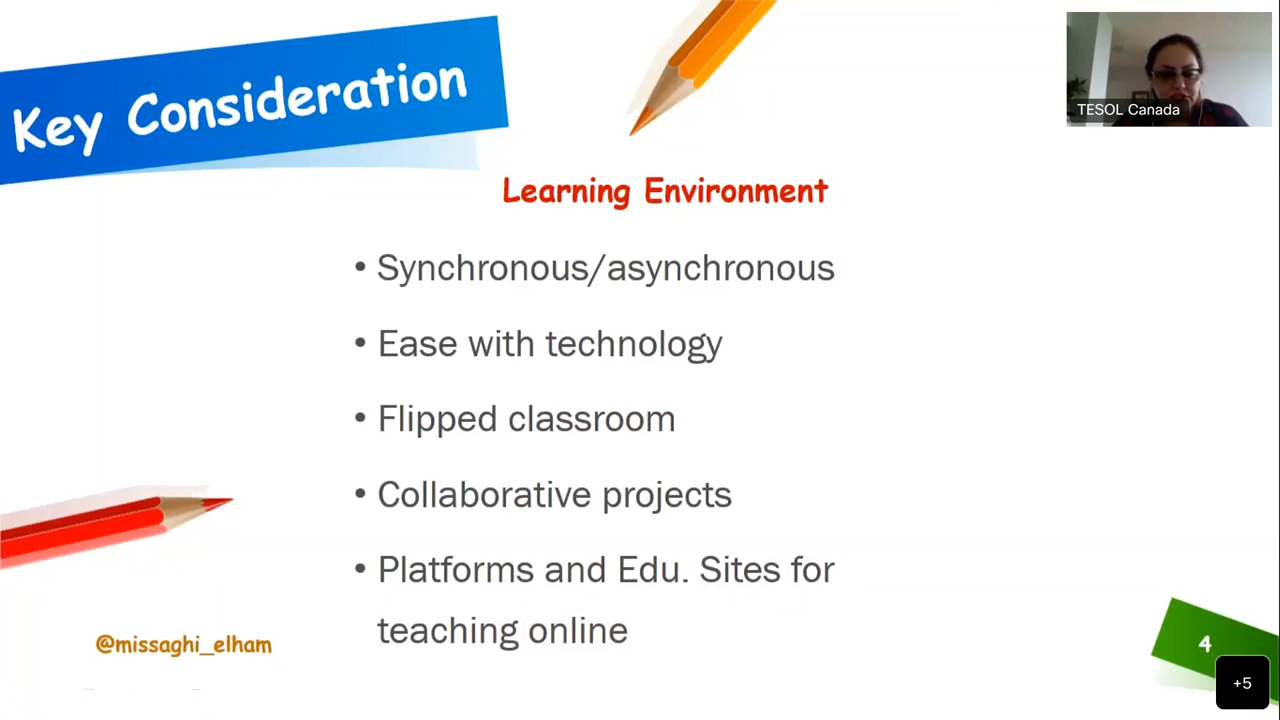 Key Consideration
TESOL Canada
Learning Environment
• Synchronous/asynchronous
• Ease with technology
• Flipped classroom
• Collaborative projects
• Platforms and Edu. Sites for
teaching online
@missaghi_elham
4
+5